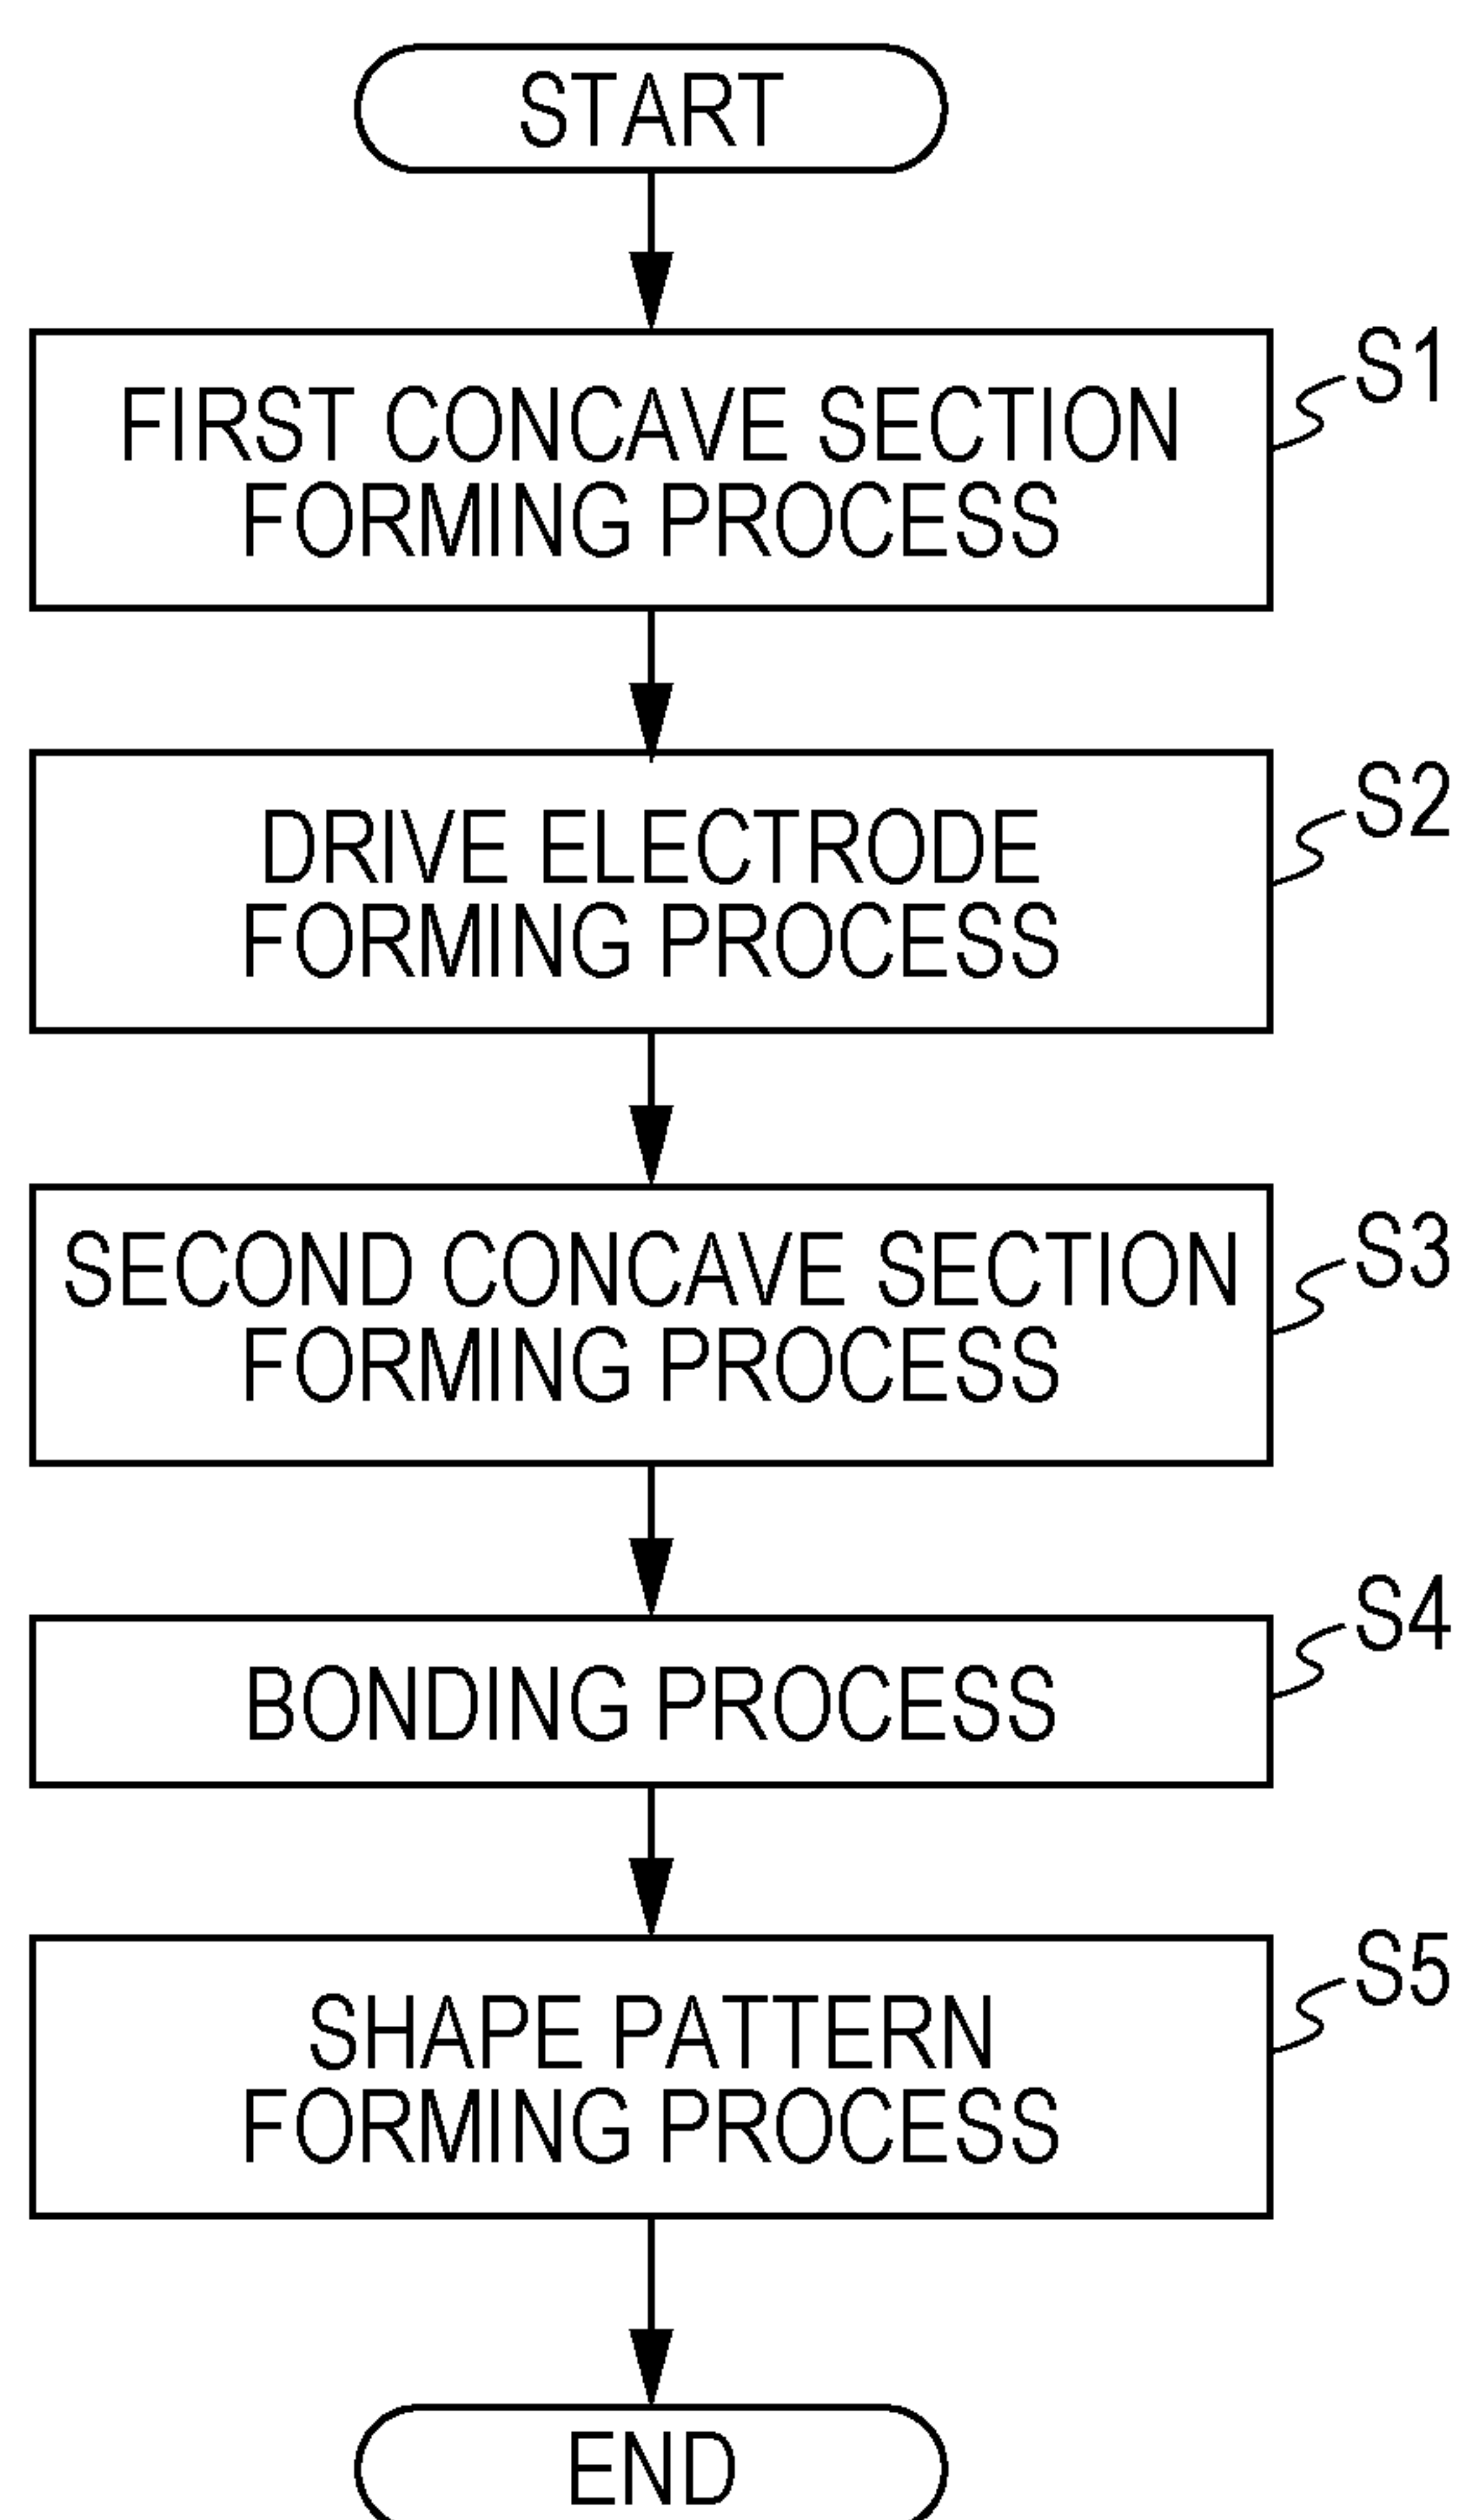 START
FIRST CONCAVE SECTION
FORMING PROCESS
S1
DRIVE ELECTRODE
FORMING PROCESS
S2
SECOND CONCAVE SECTION
FORMING PROCESS
S3
BONDING PROCESS
S4
SHAPE PATTERN
FORMING PROCESS
S5
END